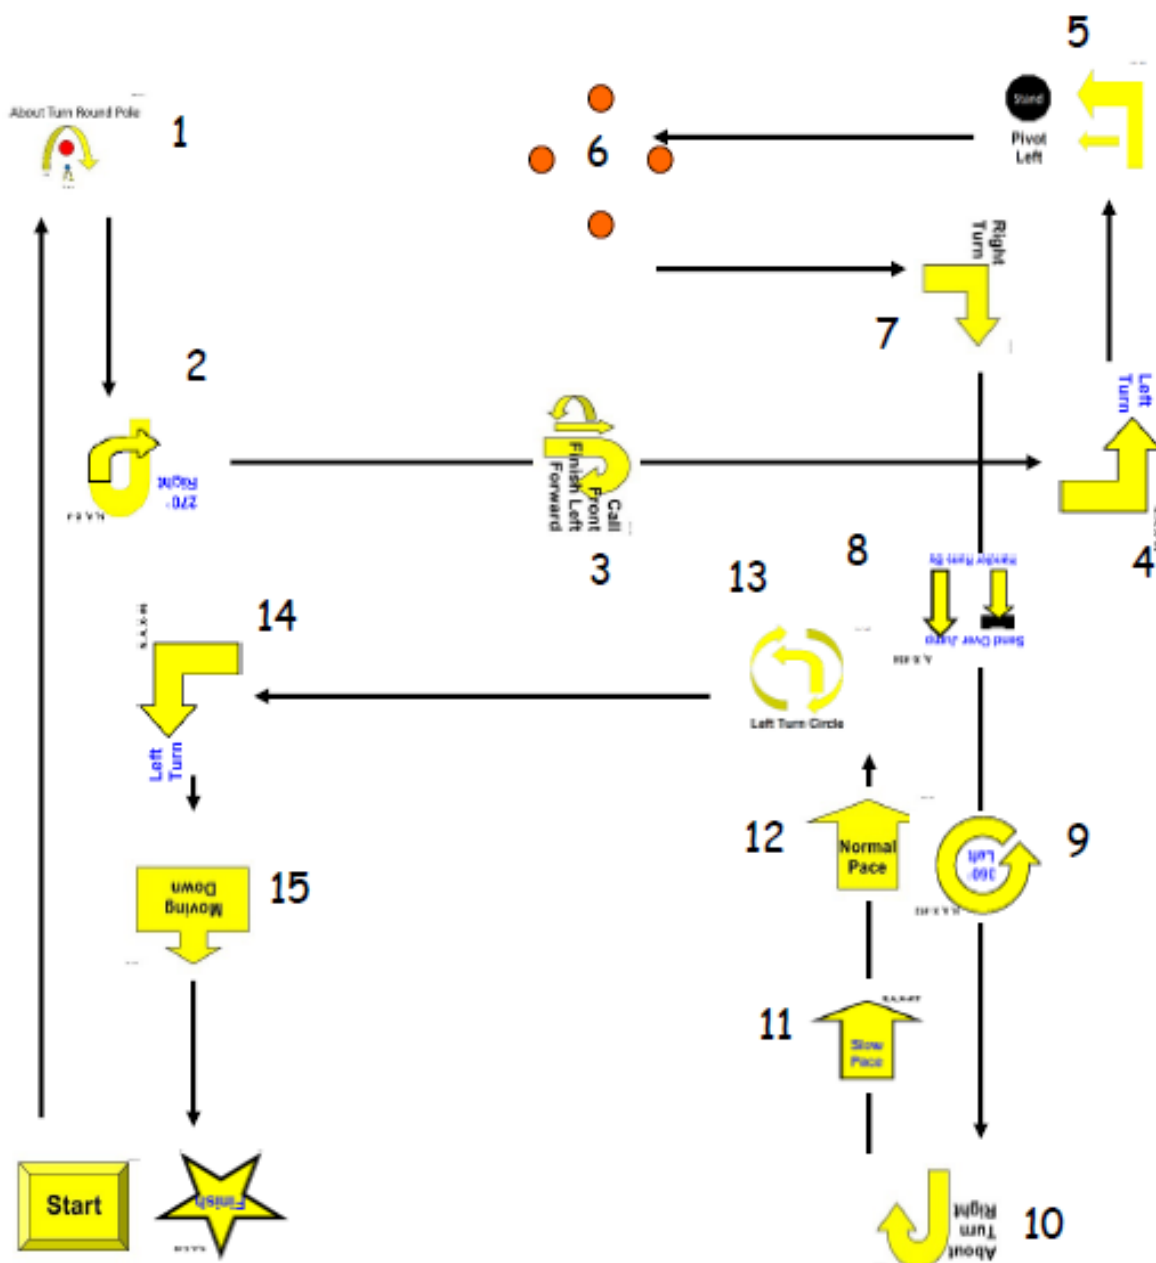 About Turn Round Pole
1
2
270°
Right
Call
Front
Finish Left
Forward
3
Left
Turn
4
Stand
Pivot
Left
5
6
Right
Turn
7
8
Send Over Jump
360°
Left
9
About
Turn
Right
10
Slow
Pace
11
Normal
Pace
12
13
Left Turn Circle
14
Left
Turn
Moving
Down
15
Start
Finish